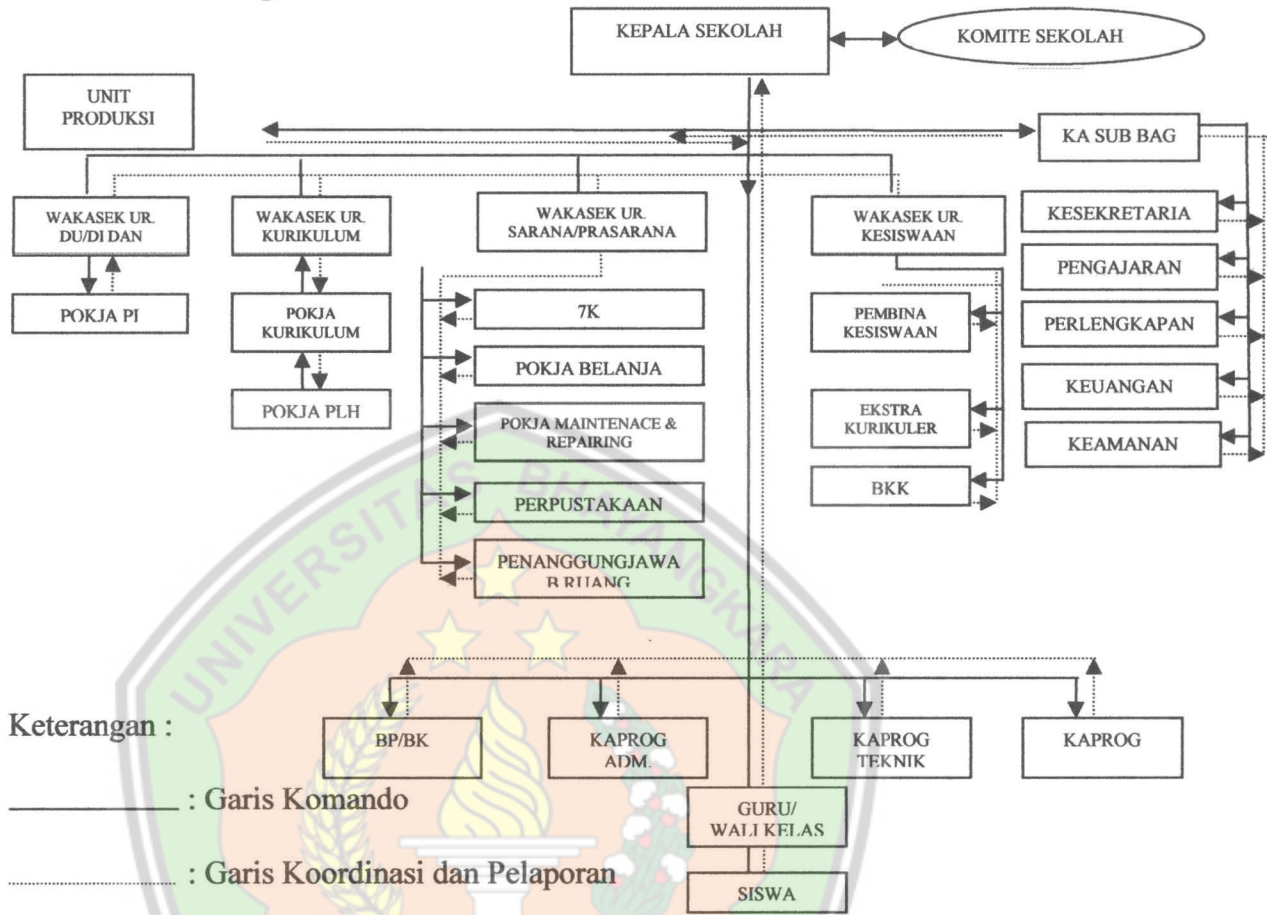 KEPALA SEKOLAH
KOMITE SEKOLAH
UNIT
PRODUKSI
KA SUB BAG
WAKASEK UR.
DU/DI DAN
WAKASEK UR.
KURIKULUM
WAKASEK UR.
SARANA/PRASARANA
WAKASEK UR.
KESISWAAN
KESEKRETARIA
PENGAJARAN
PERLENGKAPAN
KEUANGAN
KEAMANAN
POKJA PI
POKJA
KURIKULUM
POKJA PLH
7K
POKJA BELANJA
POKJA MAINTENACE &
REPAIRING
PERPUSTAKAAN
PENANGGUNGJAWA
B RUANG
PEMBINA
KESISWAAN
EKSTRA
KURIKULER
BKK
UNIVERSITAS BHAYANGKARA
BP/BK
KAPROG
ADM.
KAPROG
TEKNIK
KAPROG
GURU/
WALI KELAS
SISWA
Keterangan :
: Garis Komando
: Garis Koordinasi dan Pelaporan